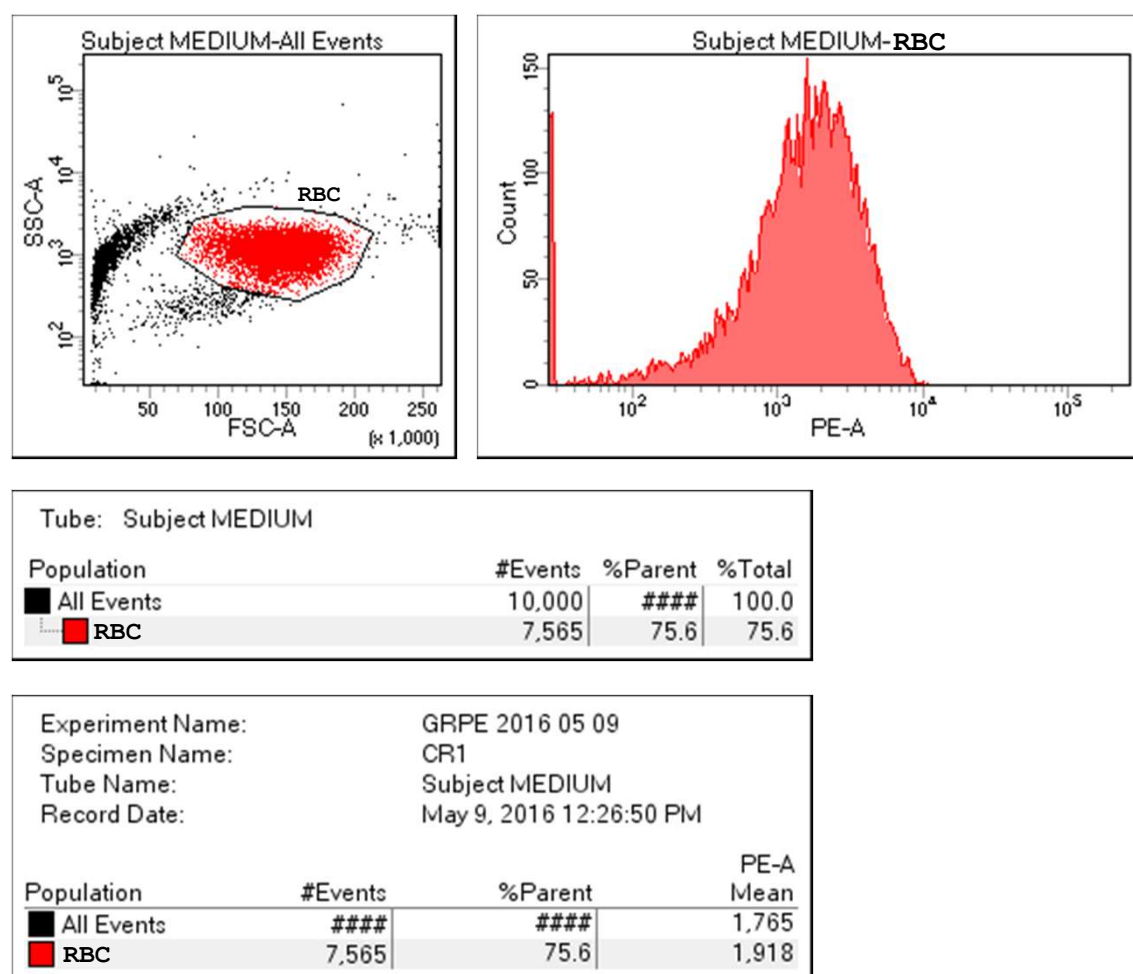 Subject MEDIUM-All Events
SSC-A
10^5
10^4
10^3
10^2
RBC
50 100 150 200 250
FSC-A
(x 1,000)
Subject MEDIUM-RBC
Count
150
100
50
0
10^2 10^3 10^4 10^5
PE-A
Tube: Subject MEDIUM
Population #Events %Parent %Total
All Events 10,000 #### 100.0
RBC 7,565 75.6 75.6
Experiment Name: GRPE 2016 05 09
Specimen Name: CR1
Tube Name: Subject MEDIUM
Record Date: May 9, 2016 12:26:50 PM
PE-A
Population #Events %Parent Mean
All Events #### #### 1,765
RBC 7,565 75.6 1,918